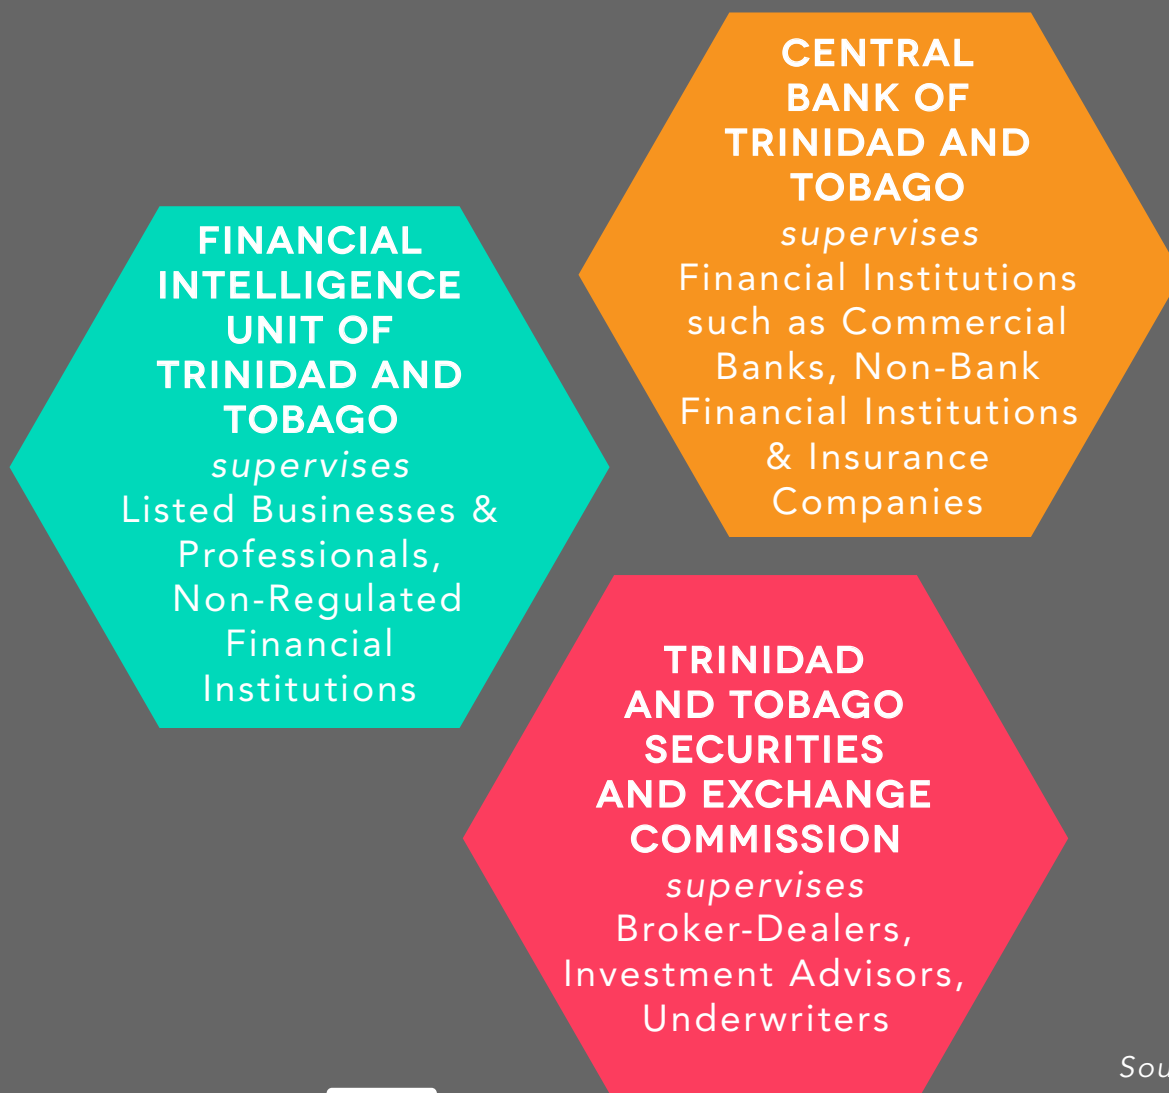 CENTRAL
BANK OF
TRINIDAD AND
TOBAGO
supervises
Financial Institutions
such as Commercial
Banks, Non-Bank
Financial Institutions
& Insurance
Companies
FINANCIAL
INTELLIGENCE
UNIT OF
TRINIDAD AND
TOBAGO
supervises
Listed Businesses &
Professionals,
Non-Regulated
Financial
Institutions
TRINIDAD
AND TOBAGO
SECURITIES
AND EXCHANGE
COMMISSION
supervises
Broker-Dealers,
Investment Advisors,
Underwriters